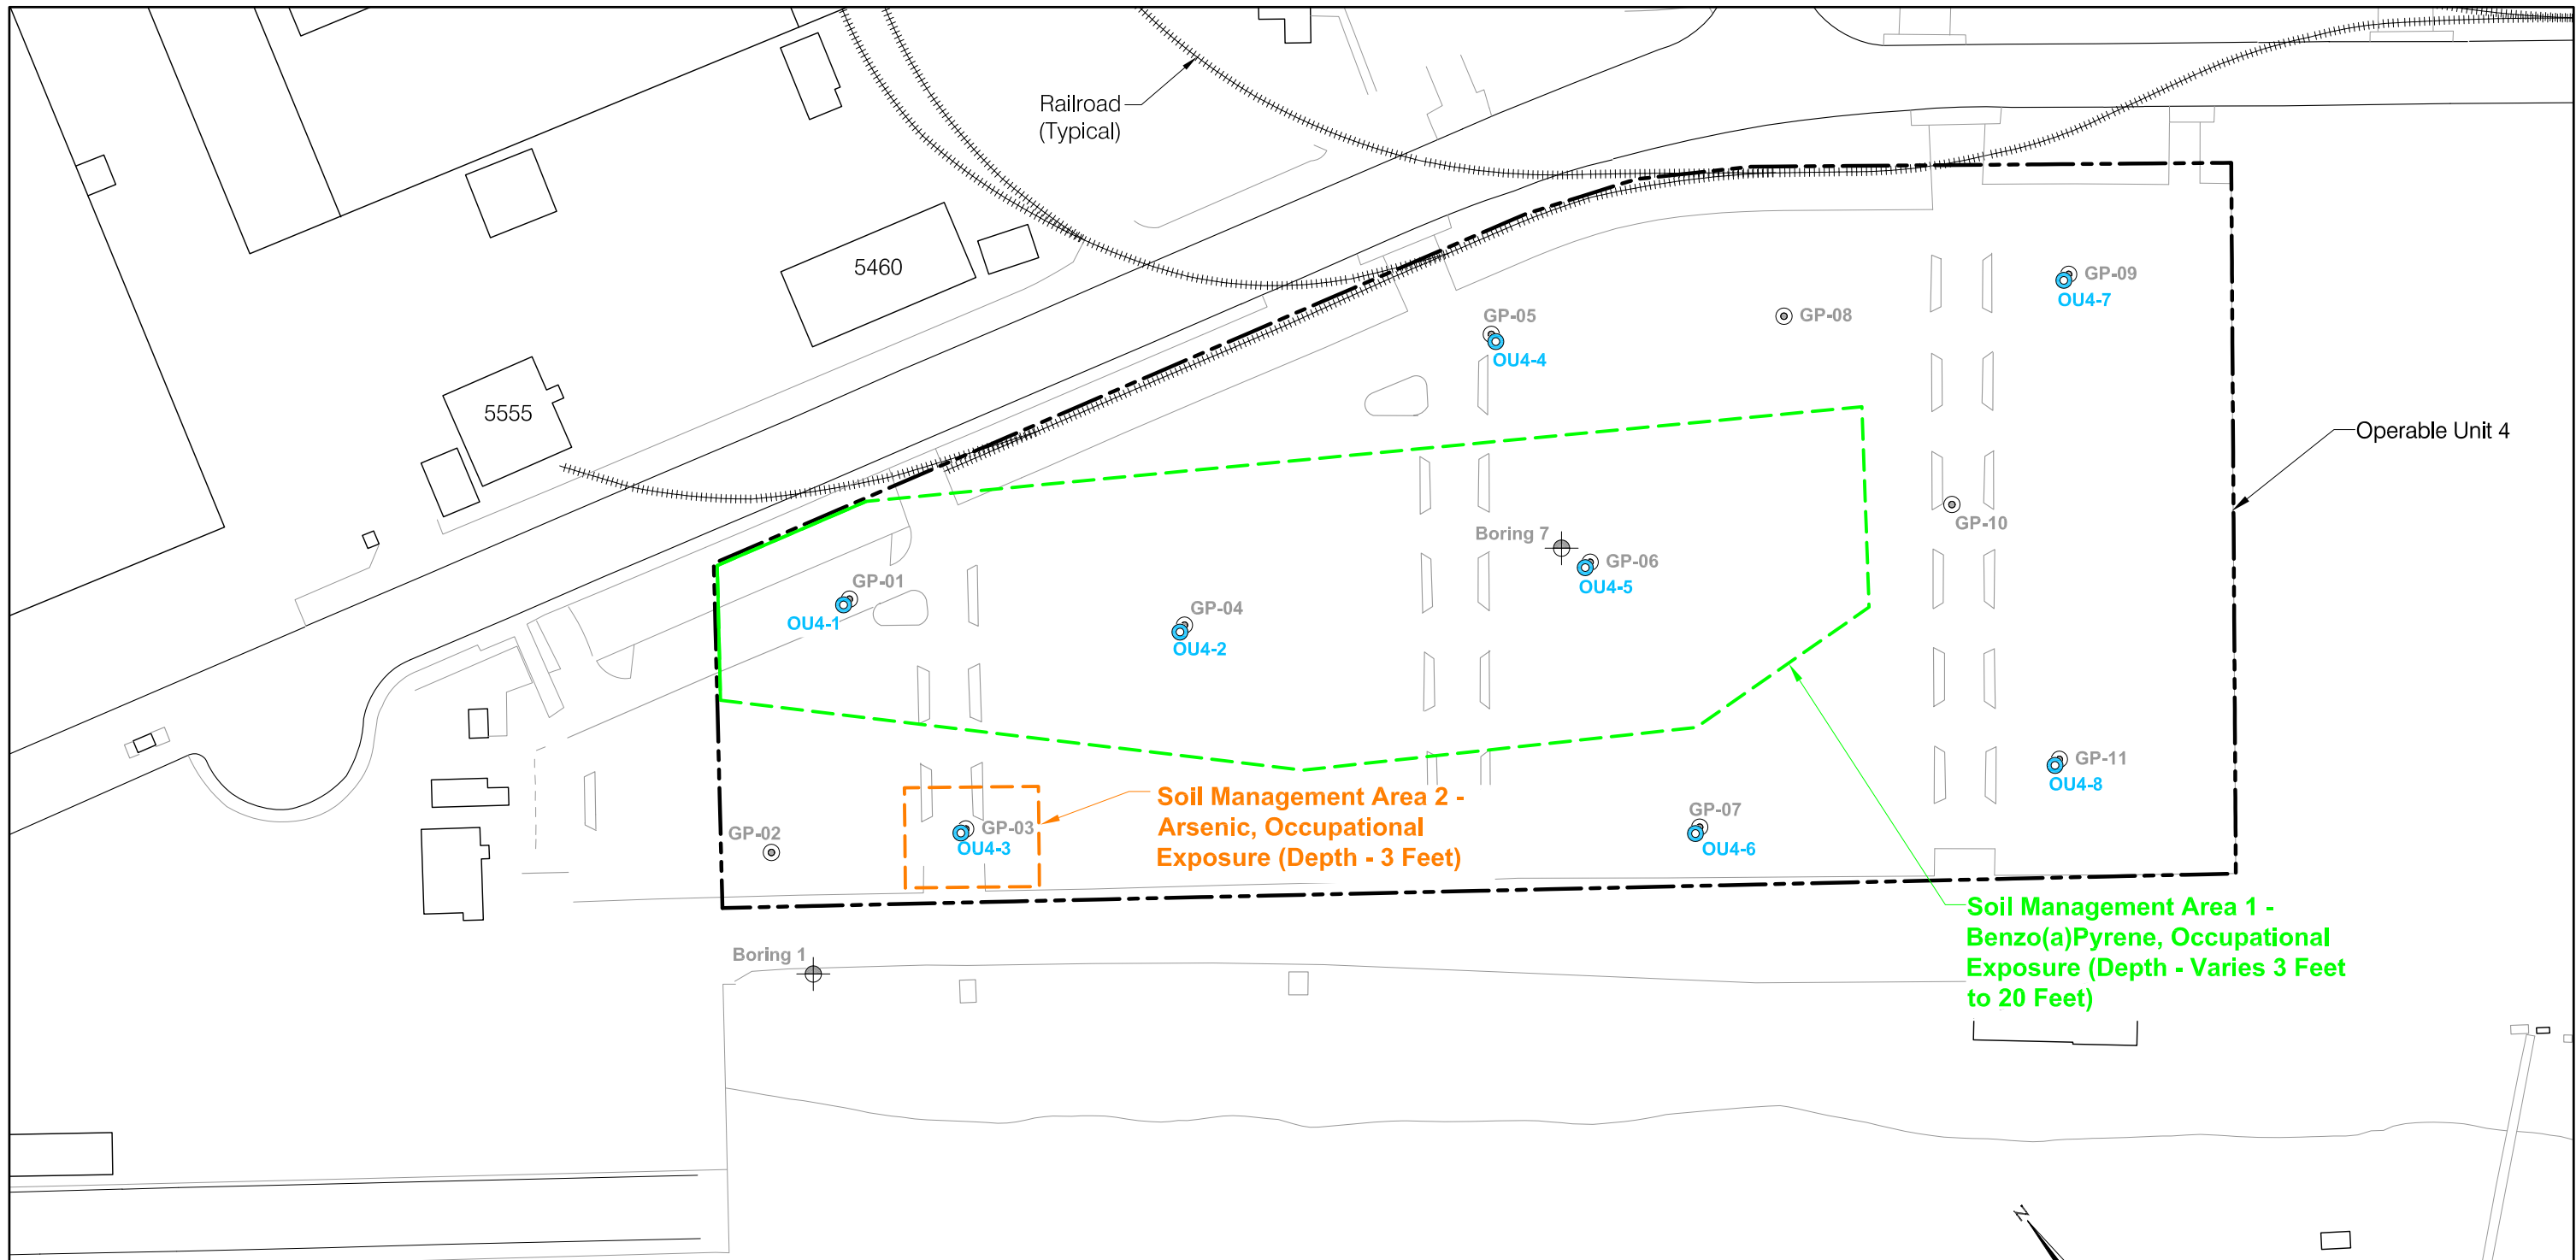 Railroad
(Typical)
5460
5555
GP-09
OU4-7
GP-05
OU4-4
GP-08
Operable Unit 4
GP-10
Boring 7
GP-06
OU4-5
GP-01
OU4-1
GP-04
OU4-2
GP-11
OU4-8
Soil Management Area 2 -
Arsenic, Occupational
Exposure (Depth - 3 Feet)
GP-02
GP-03
OU4-3
GP-07
OU4-6
Soil Management Area 1 -
Benzo(a)Pyrene, Occupational
Exposure (Depth - Varies 3 Feet
to 20 Feet)
Boring 1
N